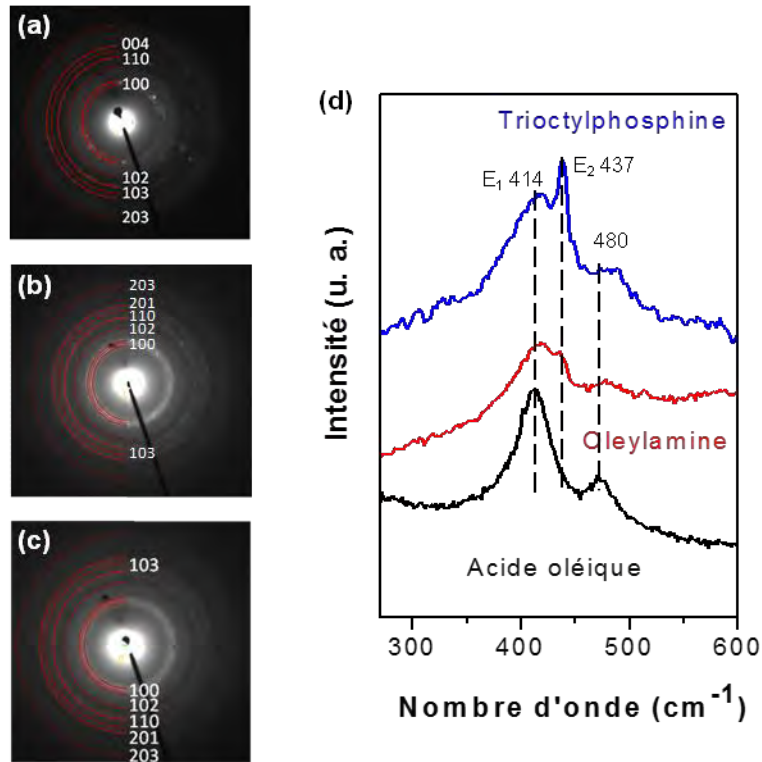 (a)
004
110
100
102
103
203
(b)
203
201
110
102
100
103
(c)
103
100
102
110
201
203
(d)
Trioctylphosphine
E₁ 414
E₂ 437
480
Oleylamine
Acide oléique
Intensité (u. a.)
300 400 500 600
Nombre d'onde (cm⁻¹)